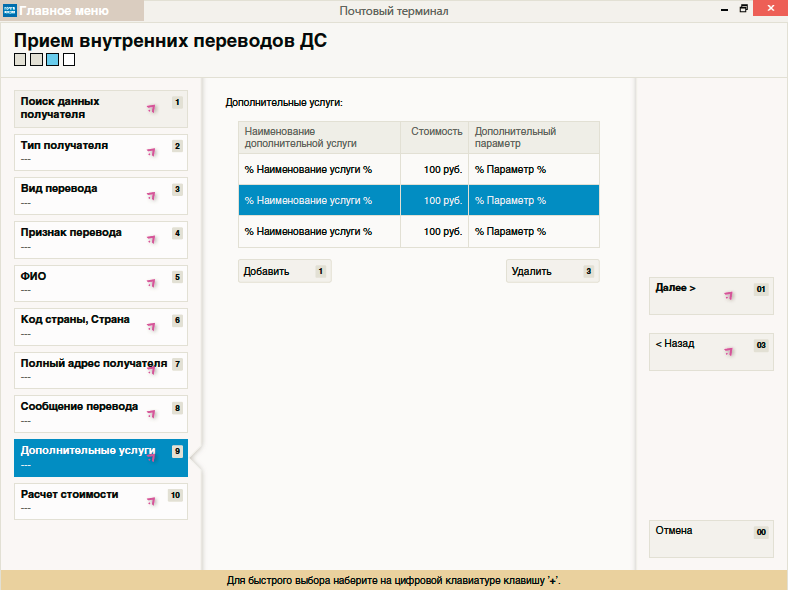 Главное меню
Почтовый терминал
Прием внутренних переводов ДС
Поиск данных
получателя
1
Тип получателя 2
---
Вид перевода 3
---
Признак перевода 4
---
ФИО 5
---
Код страны, Страна 6
---
Полный адрес получателя 7
---
Сообщение перевода 8
---
Дополнительные услуги 9
---
Расчет стоимости 10
---
Дополнительные услуги:
Наименование
дополнительной услуги
Стоимость
Дополнительный
параметр
% Наименование услуги % 100 руб. % Параметр %
% Наименование услуги % 100 руб. % Параметр %
% Наименование услуги % 100 руб. % Параметр %
Добавить 1
Удалить 3
Далее > 01
< Назад 03
Отмена 00
Для быстрого выбора наберите на цифровой клавиатуре клавишу '+'.